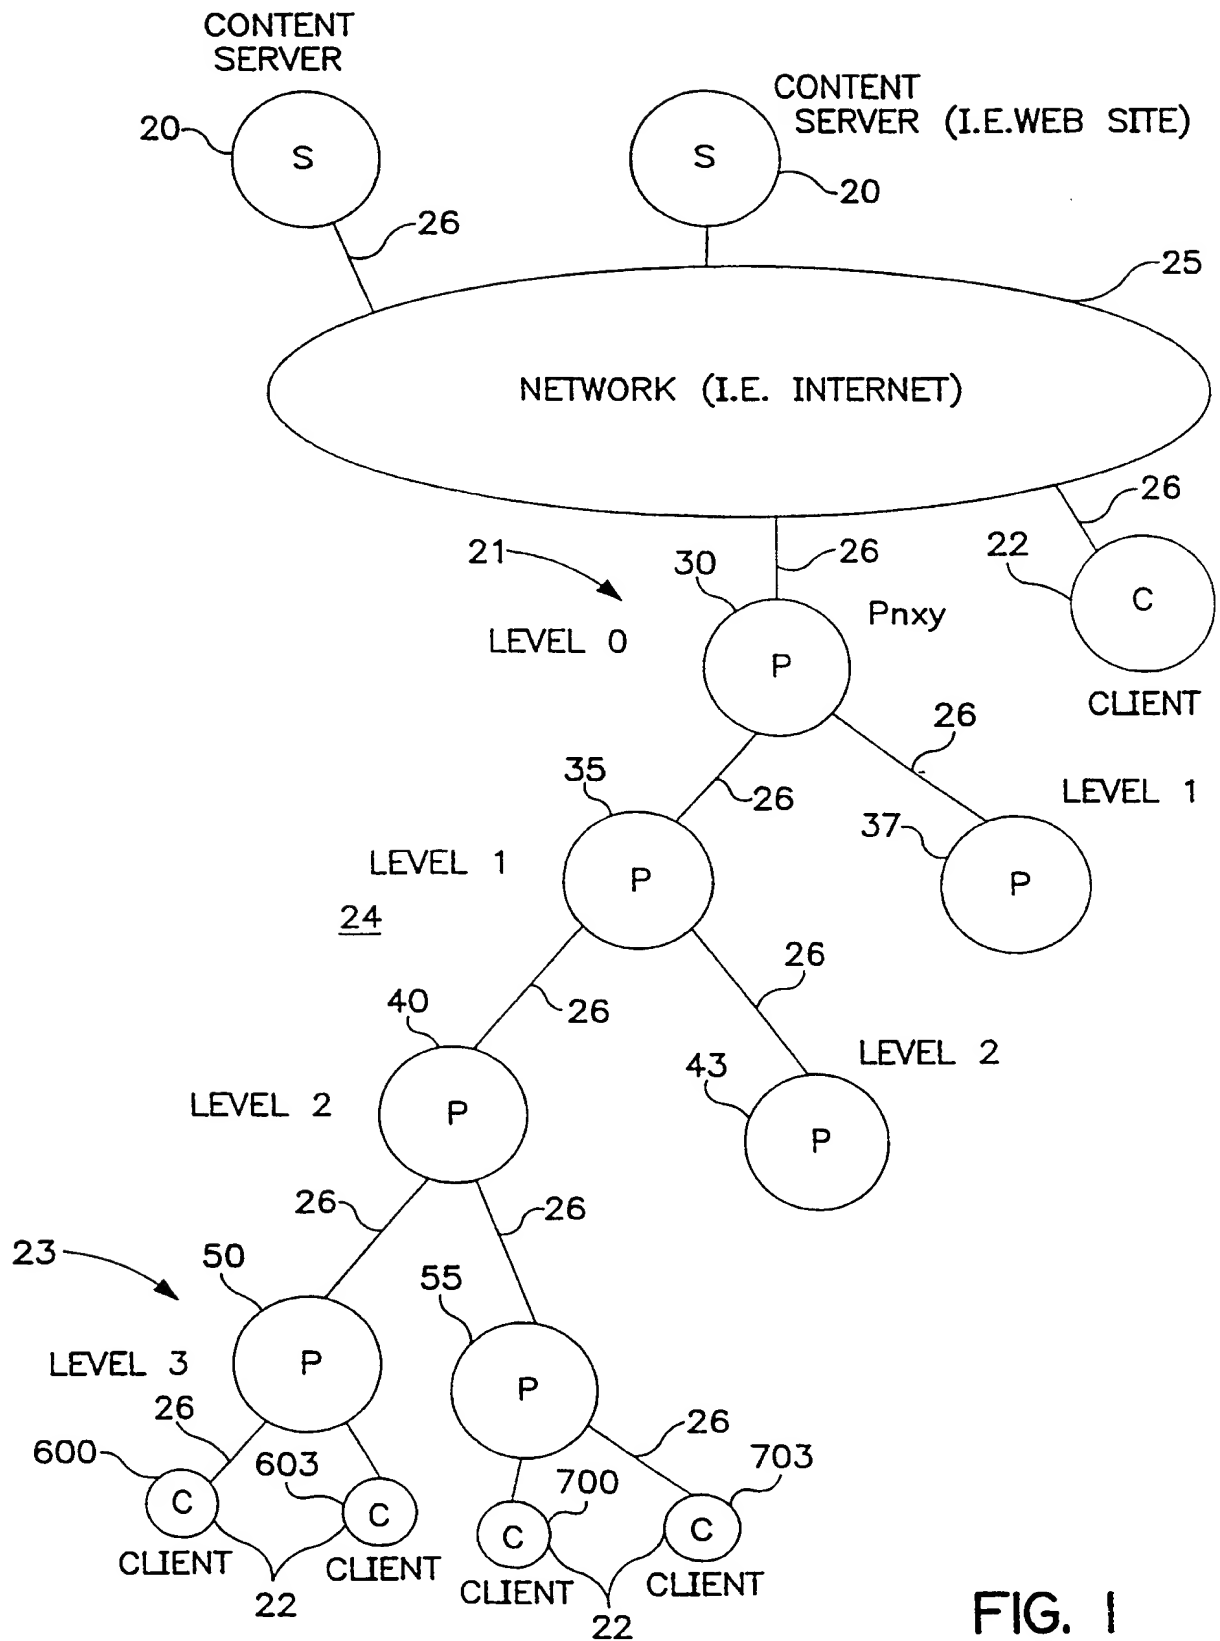 CONTENT
SERVER
CONTENT
SERVER (I.E.WEB SITE)
20
S
S
20
26
25
NETWORK (I.E. INTERNET)
26
21
30
26
22
C
Pnxy
LEVEL 0
P
CLIENT
26
35
26
LEVEL 1
37
LEVEL 1
P
P
24
26
40
26
LEVEL 2
43
LEVEL 2
P
P
26
26
23
50
55
LEVEL 3
P
P
26
26
600
603
700
703
C
C
C
C
CLIENT
CLIENT
CLIENT
CLIENT
22
22
FIG. 1